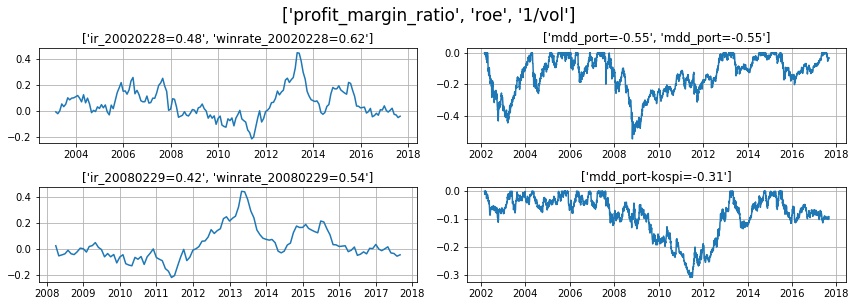 ['profit_margin_ratio', 'roe', '1/vol']
['ir_20020228=0.48', 'winrate_20020228=0.62']
0.4
0.2
0.0
−0.2
2004 2006 2008 2010 2012 2014 2016 2018
['mdd_port=-0.55', 'mdd_port=-0.55']
0.0
−0.2
−0.4
2002 2004 2006 2008 2010 2012 2014 2016 2018
['ir_20080229=0.42', 'winrate_20080229=0.54']
0.4
0.2
0.0
−0.2
2008 2009 2010 2011 2012 2013 2014 2015 2016 2017 2018
['mdd_port-kospi=-0.31']
0.0
−0.1
−0.2
−0.3
2002 2004 2006 2008 2010 2012 2014 2016 2018